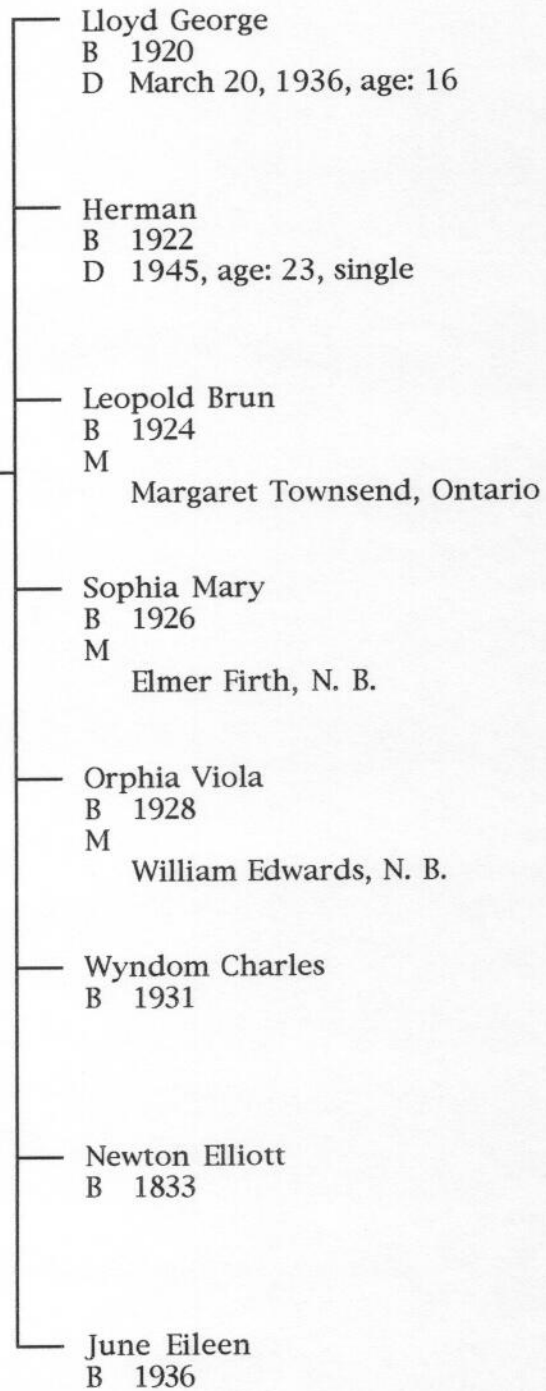 Lloyd George
B 1920
D March 20, 1936, age: 16
Herman
B 1922
D 1945, age: 23, single
Leopold Brun
B 1924
M
Margaret Townsend, Ontario
Sophia Mary
B 1926
M
Elmer Firth, N. B.
Orphia Viola
B 1928
M
William Edwards, N. B.
Wyndom Charles
B 1931
Newton Elliott
B 1833
June Eileen
B 1936